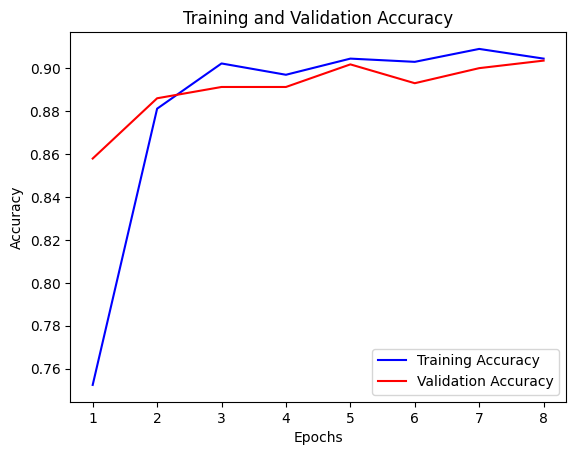 Training and Validation Accuracy
Accuracy
0.90
0.88
0.86
0.84
0.82
0.80
0.78
0.76
1 2 3 4 5 6 7 8
Epochs
Training Accuracy
Validation Accuracy